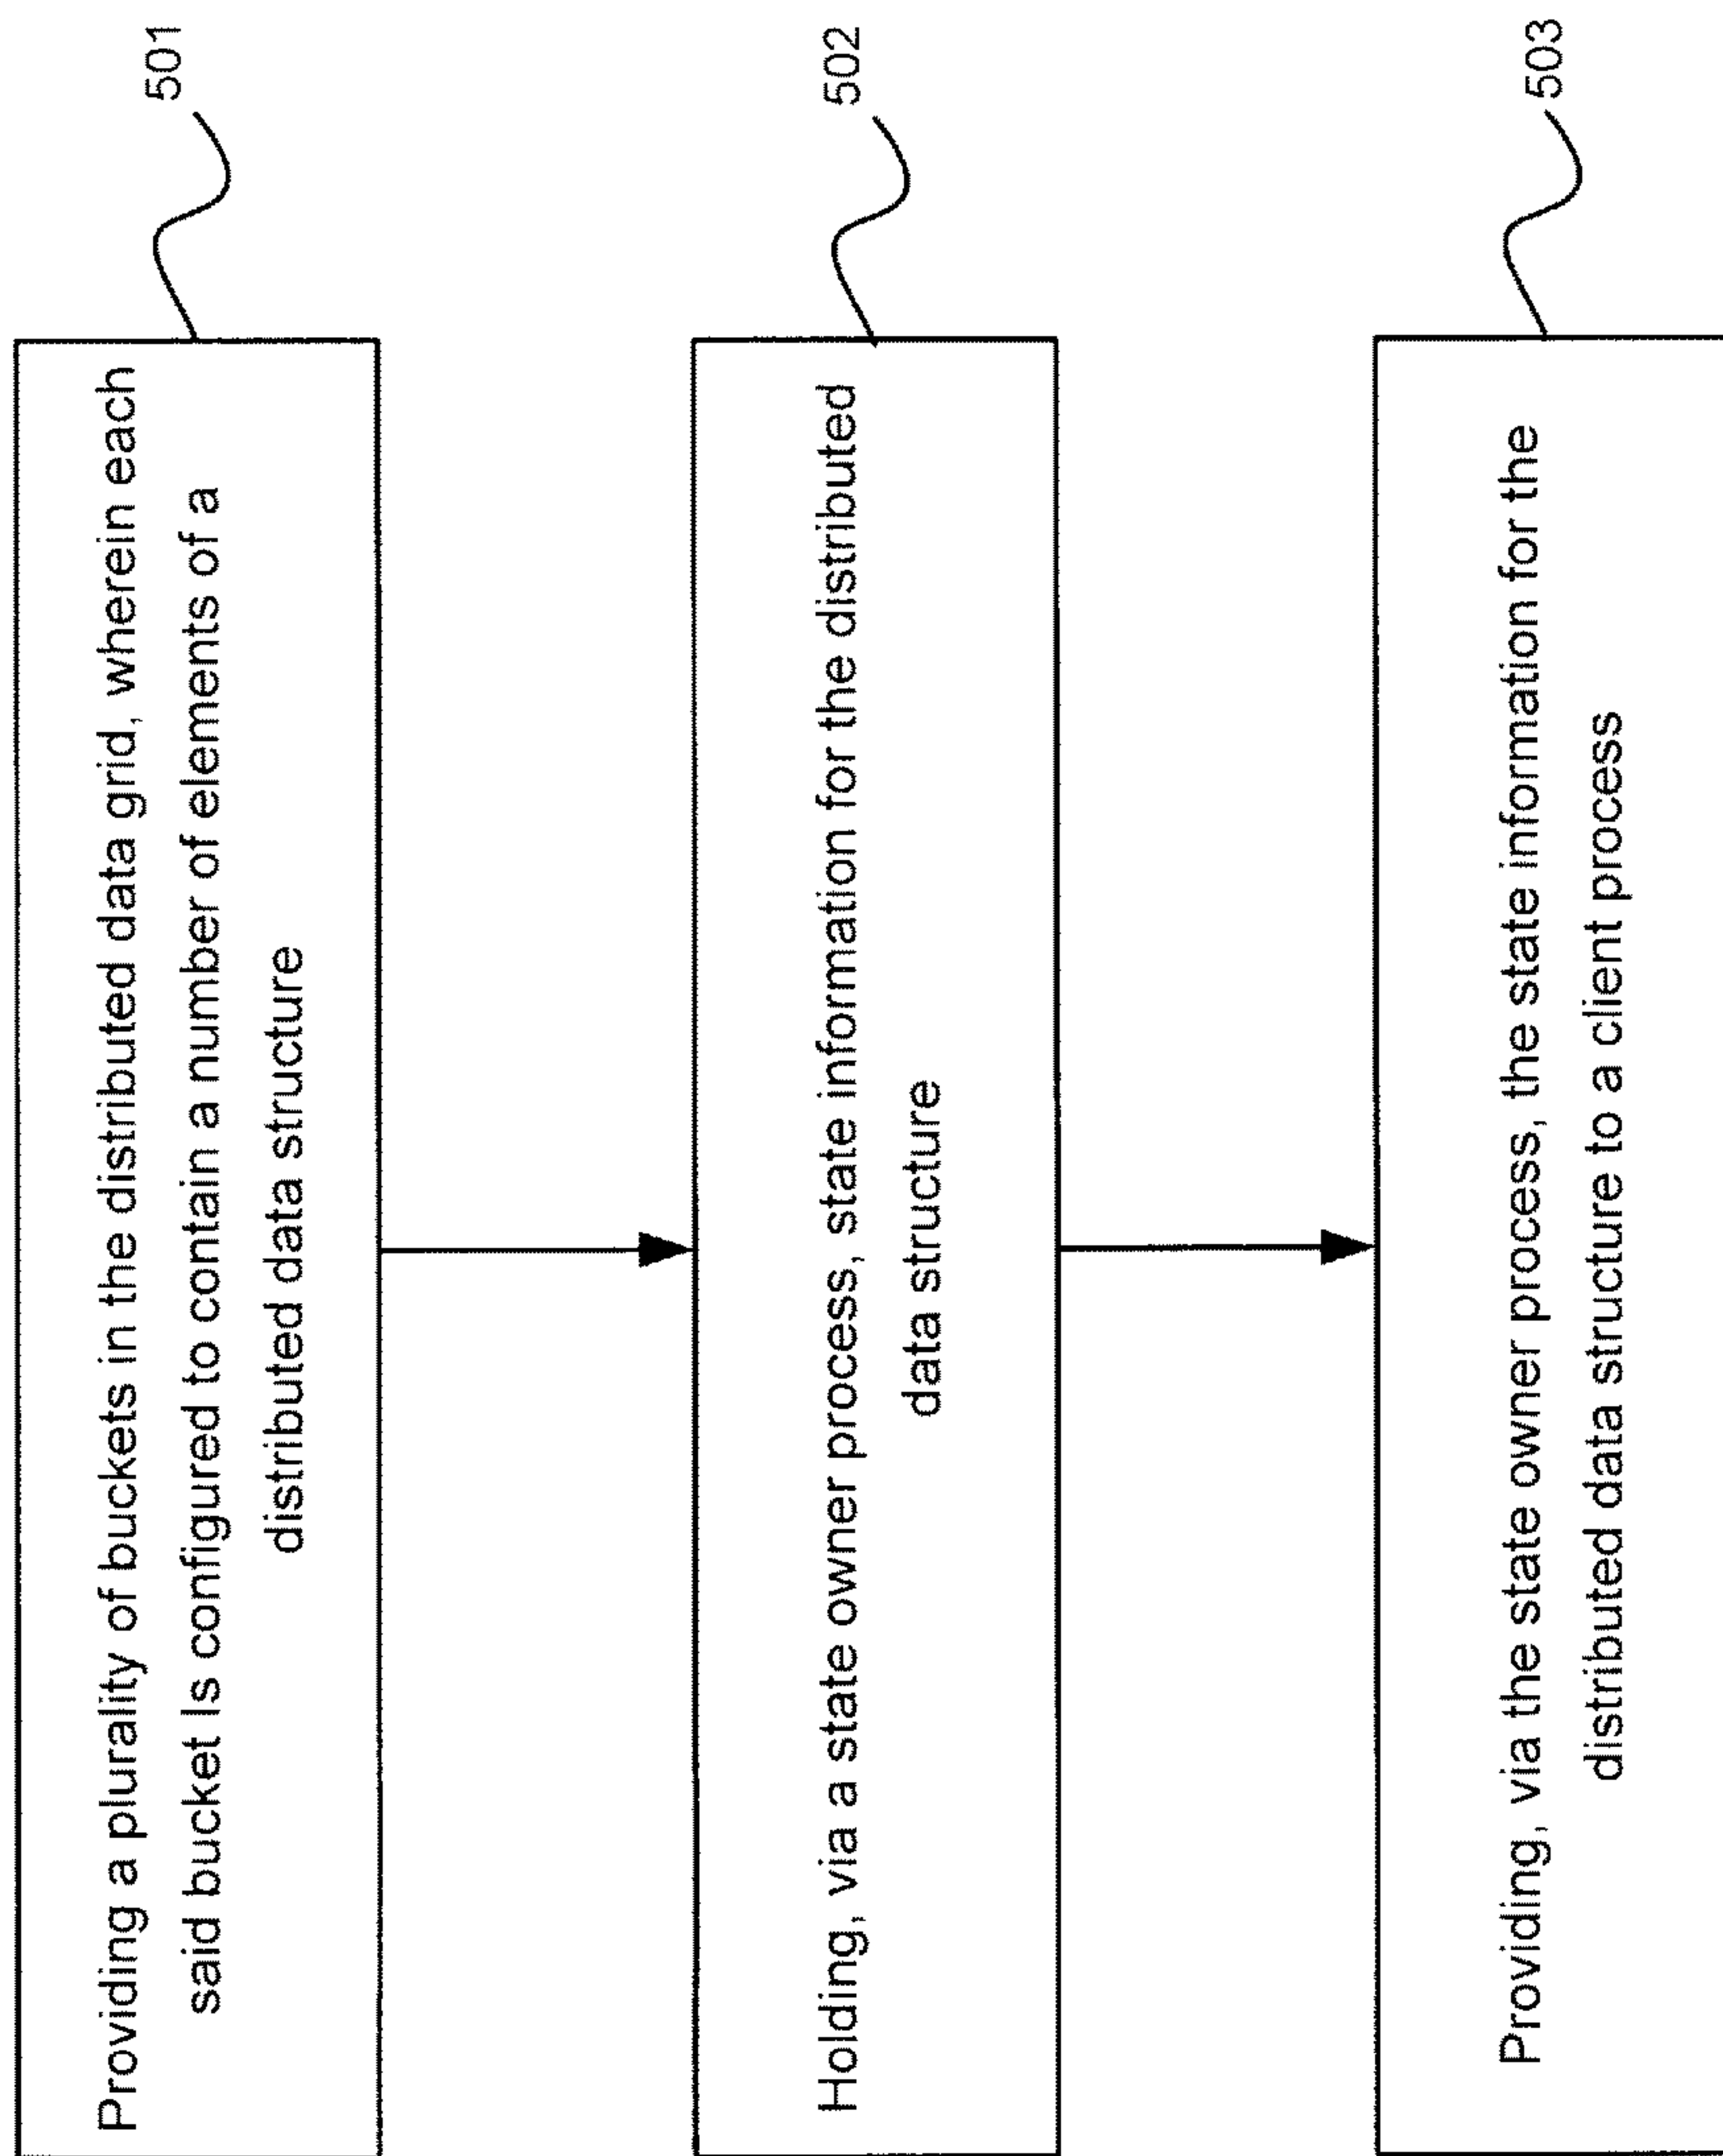 Providing a plurality of buckets in the distributed data grid, wherein each
said bucket is configured to contain a number of elements of a
distributed data structure
501
Holding, via a state owner process, state information for the distributed
data structure
502
Providing, via the state owner process, the state information for the
distributed data structure to a client process
503